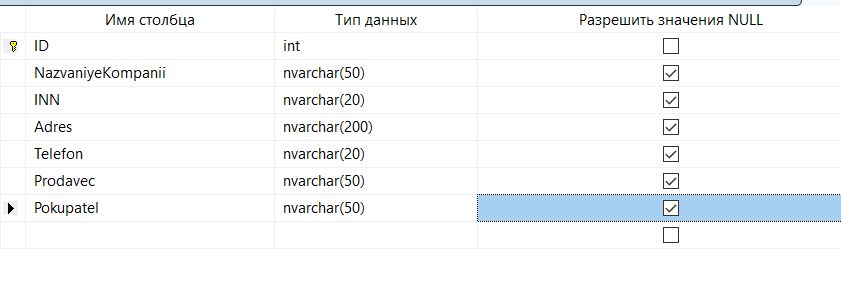 Имя столбца Тип данных Разрешить значения NULL
ID int
NazvaniyeKompanii nvarchar(50)
INN nvarchar(20)
Adres nvarchar(200)
Telefon nvarchar(20)
Prodavec nvarchar(50)
Pokupatel nvarchar(50)